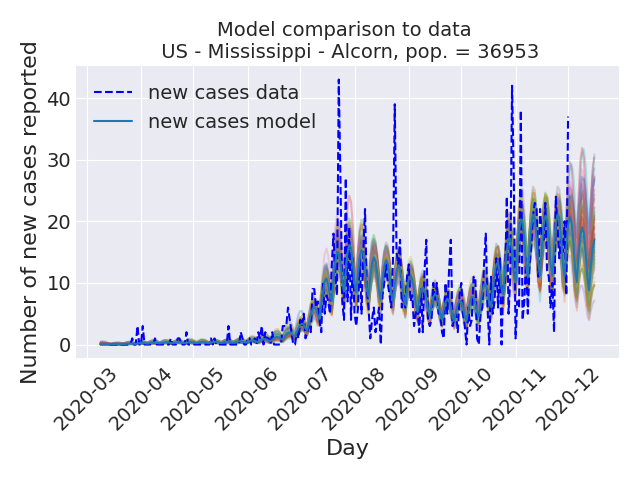 Model comparison to data
US - Mississippi - Alcorn, pop. = 36953
Number of new cases reported
40
30
20
10
0
new cases data
new cases model
2020-03
2020-04
2020-05
2020-06
2020-07
2020-08
2020-09
2020-10
2020-11
2020-12
Day